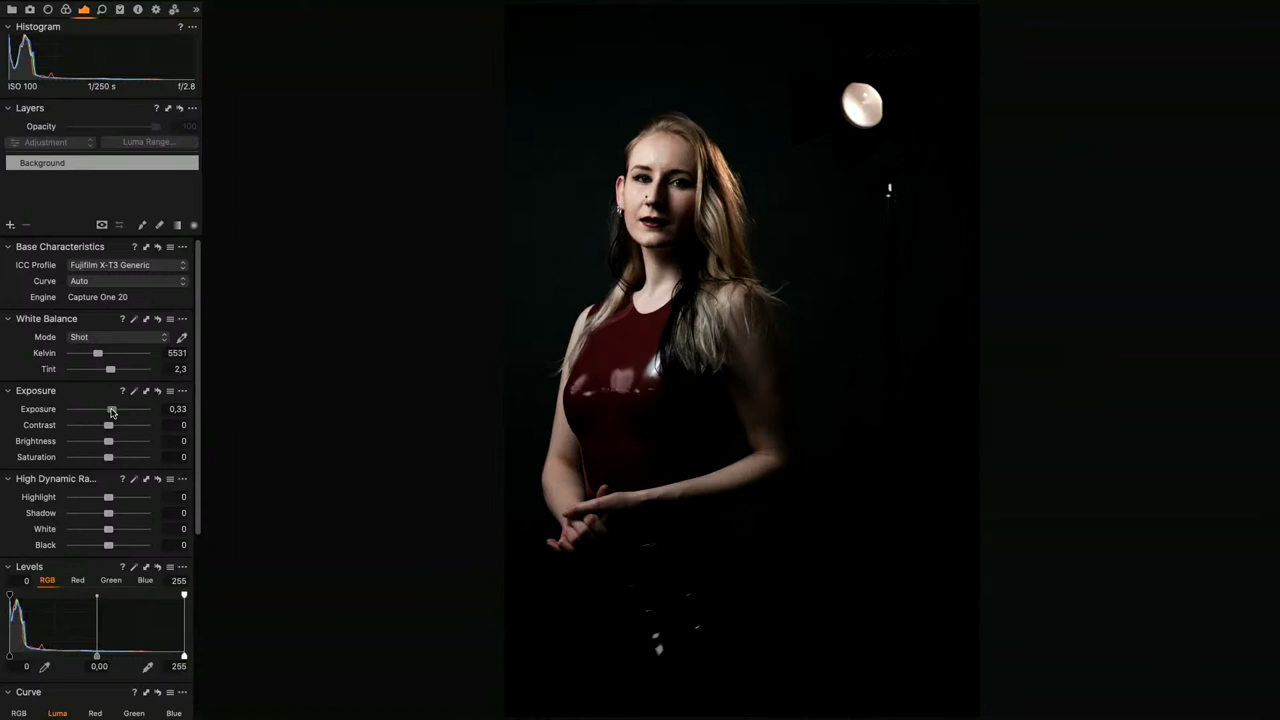 Histogram
ISO 100 1/250 s f/2.8
Layers
Opacity 100
Adjustment Luma Range...
Background
Base Characteristics
ICC Profile Fujifilm X-T3 Generic
Curve Auto
Engine Capture One 20
White Balance
Mode Shot
Kelvin 5531
Tint 2,3
Exposure
Exposure 0,33
Contrast 0
Brightness 0
Saturation 0
High Dynamic Ra...
Highlight 0
Shadow 0
White 0
Black 0
Levels
0 RGB Red Green Blue 255
0 0,00 255
Curve
RGB Luma Red Green Blue